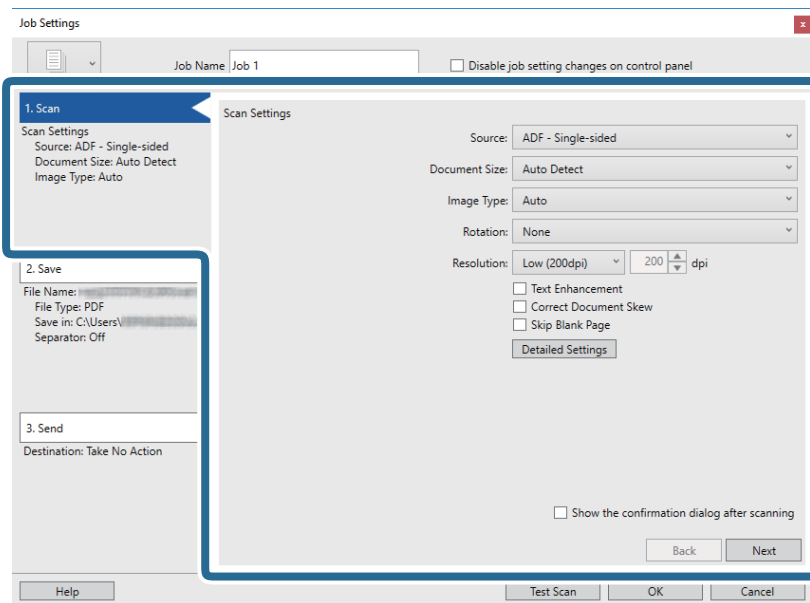 Job Settings
x
Job Name Job 1 Disable job setting changes on control panel
1. Scan
Scan Settings
Source: ADF - Single-sided
Document Size: Auto Detect
Image Type: Auto
2. Save
File Name:
File Type: PDF
Save in: C:\Users\
Separator: Off
3. Send
Destination: Take No Action
Scan Settings
Source: ADF - Single-sided
Document Size: Auto Detect
Image Type: Auto
Rotation: None
Resolution: Low (200dpi) 200 dpi
Text Enhancement
Correct Document Skew
Skip Blank Page
Detailed Settings
Show the confirmation dialog after scanning
Back Next
Help Test Scan OK Cancel